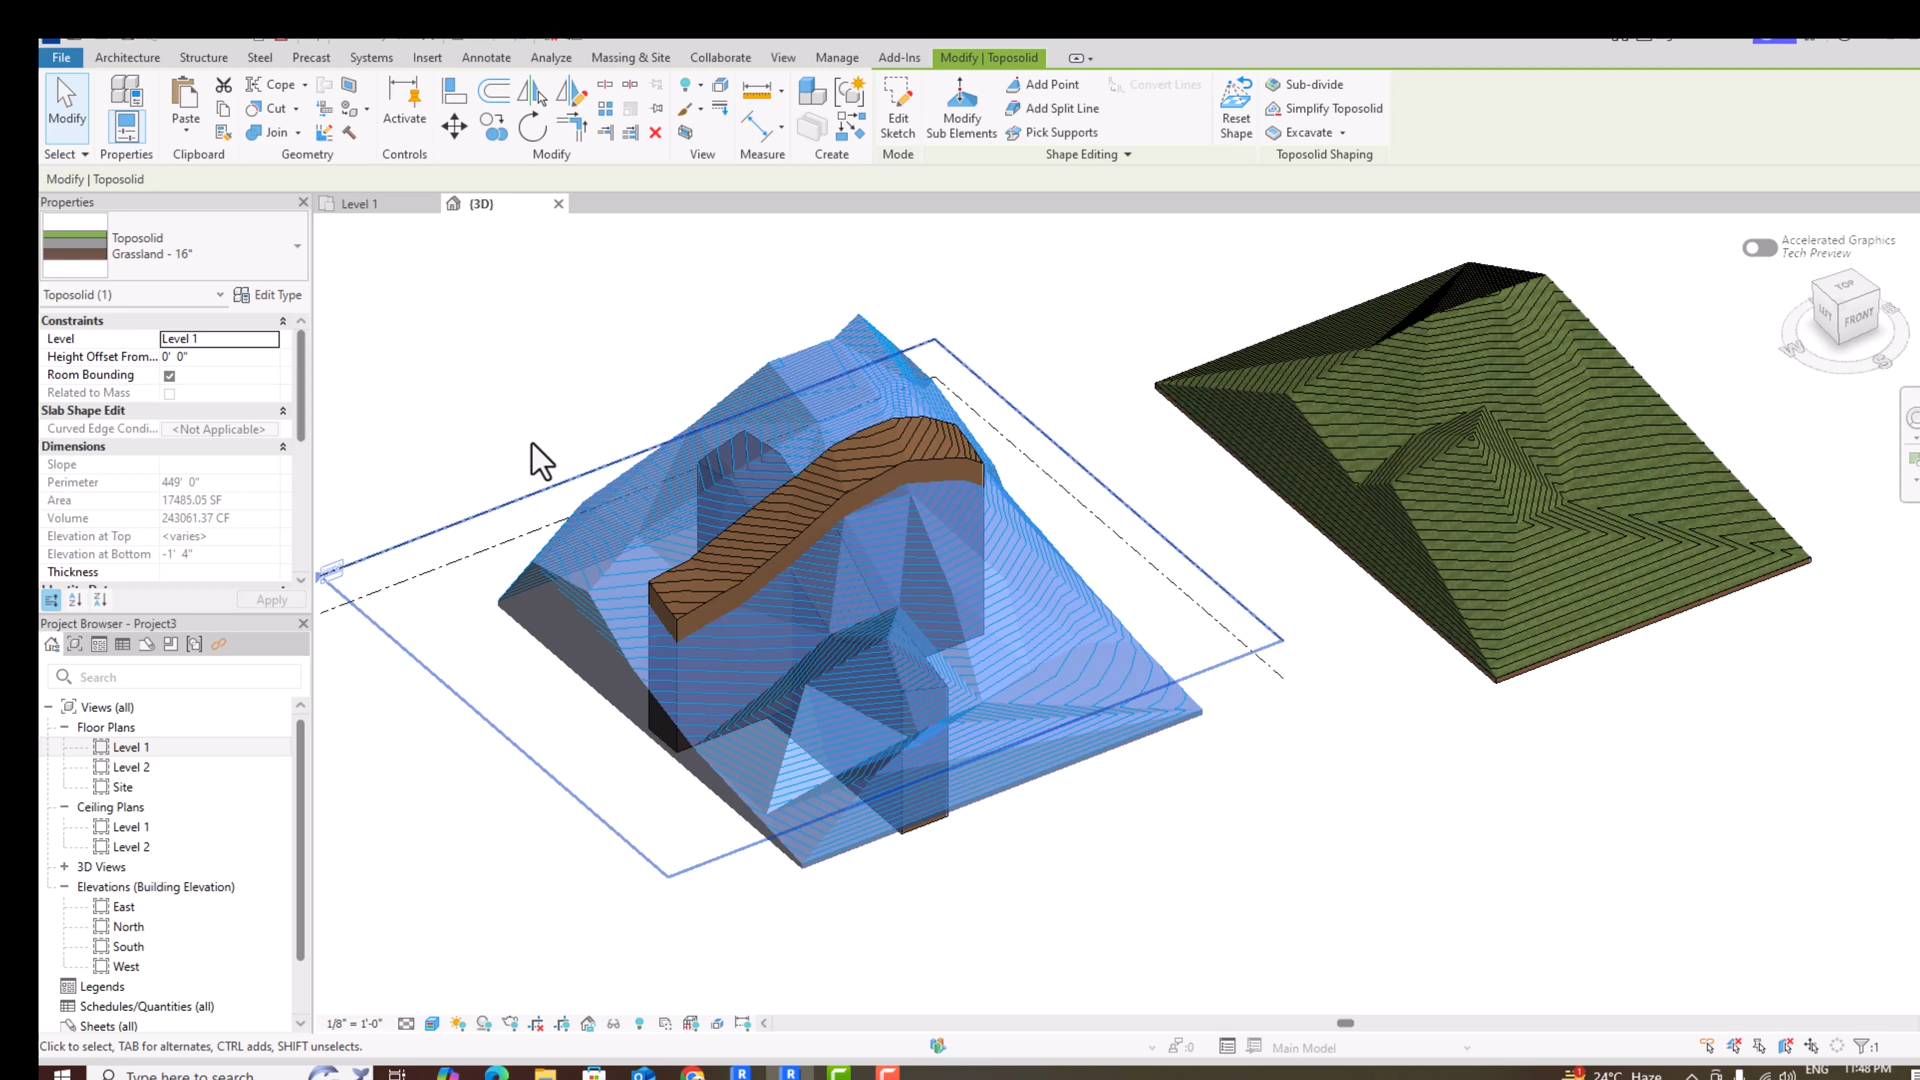 File Architecture Structure Steel Precast Systems Insert Annotate Analyze Massing & Site Collaborate View Manage Add-Ins Modify | Toposolid
Modify
Select
Properties
Paste
Clipboard
Cope
Cut
Join
Geometry
Activate
Controls
Modify
View
Measure
Create
Edit
Sketch
Mode
Modify
Sub Elements
Add Point
Add Split Line
Pick Supports
Convert Lines
Shape Editing
Reset
Shape
Sub-divide
Simplify Toposolid
Excavate
Toposolid Shaping
Modify | Toposolid
Properties
Toposolid
Grassland - 16"
Toposolid (1)
Edit Type
Constraints
Level Level 1
Height Offset From... 0' 0"
Room Bounding
Related to Mass
Slab Shape Edit
Curved Edge Condi... <Not Applicable>
Dimensions
Slope
Perimeter 449' 0"
Area 17485.05 SF
Volume 243061.37 CF
Elevation at Top <varies>
Elevation at Bottom -1' 4"
Thickness
Apply
Project Browser - Project3
Search
Views (all)
Floor Plans
Level 1
Level 2
Site
Ceiling Plans
Level 1
Level 2
3D Views
Elevations (Building Elevation)
East
North
South
West
Legends
Schedules/Quantities (all)
Sheets (all)
Level 1
{3D}
Accelerated Graphics
Tech Preview
TOP
LEFT
FRONT
W
S
1/8" = 1'-0"
Click to select, TAB for alternates, CTRL adds, SHIFT unselects.
:0
Main Model
:1
Type here to search
24°C Haze
ENG
11:48 PM